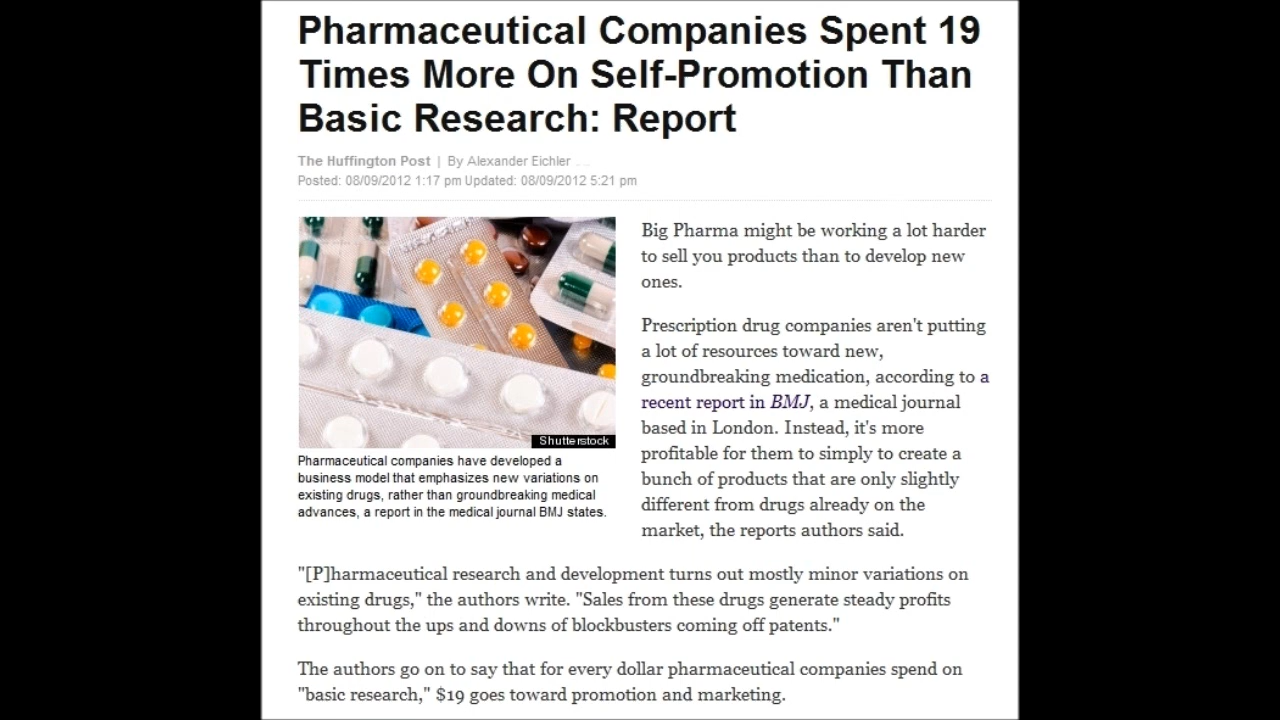 Pharmaceutical Companies Spent 19
Times More On Self-Promotion Than
Basic Research: Report
The Huffington Post | By Alexander Eichler
Posted: 08/09/2012 1:17 pm Updated: 08/09/2012 5:21 pm
Shutterstock
Pharmaceutical companies have developed a
business model that emphasizes new variations on
existing drugs, rather than groundbreaking medical
advances, a report in the medical journal BMJ states.
Big Pharma might be working a lot harder
to sell you products than to develop new
ones.
Prescription drug companies aren't putting
a lot of resources toward new,
groundbreaking medication, according to a
recent report in BMJ, a medical journal
based in London. Instead, it's more
profitable for them to simply to create a
bunch of products that are only slightly
different from drugs already on the
market, the reports authors said.
"[P]harmaceutical research and development turns out mostly minor variations on
existing drugs," the authors write. "Sales from these drugs generate steady profits
throughout the ups and downs of blockbusters coming off patents."
The authors go on to say that for every dollar pharmaceutical companies spend on
"basic research," $19 goes toward promotion and marketing.